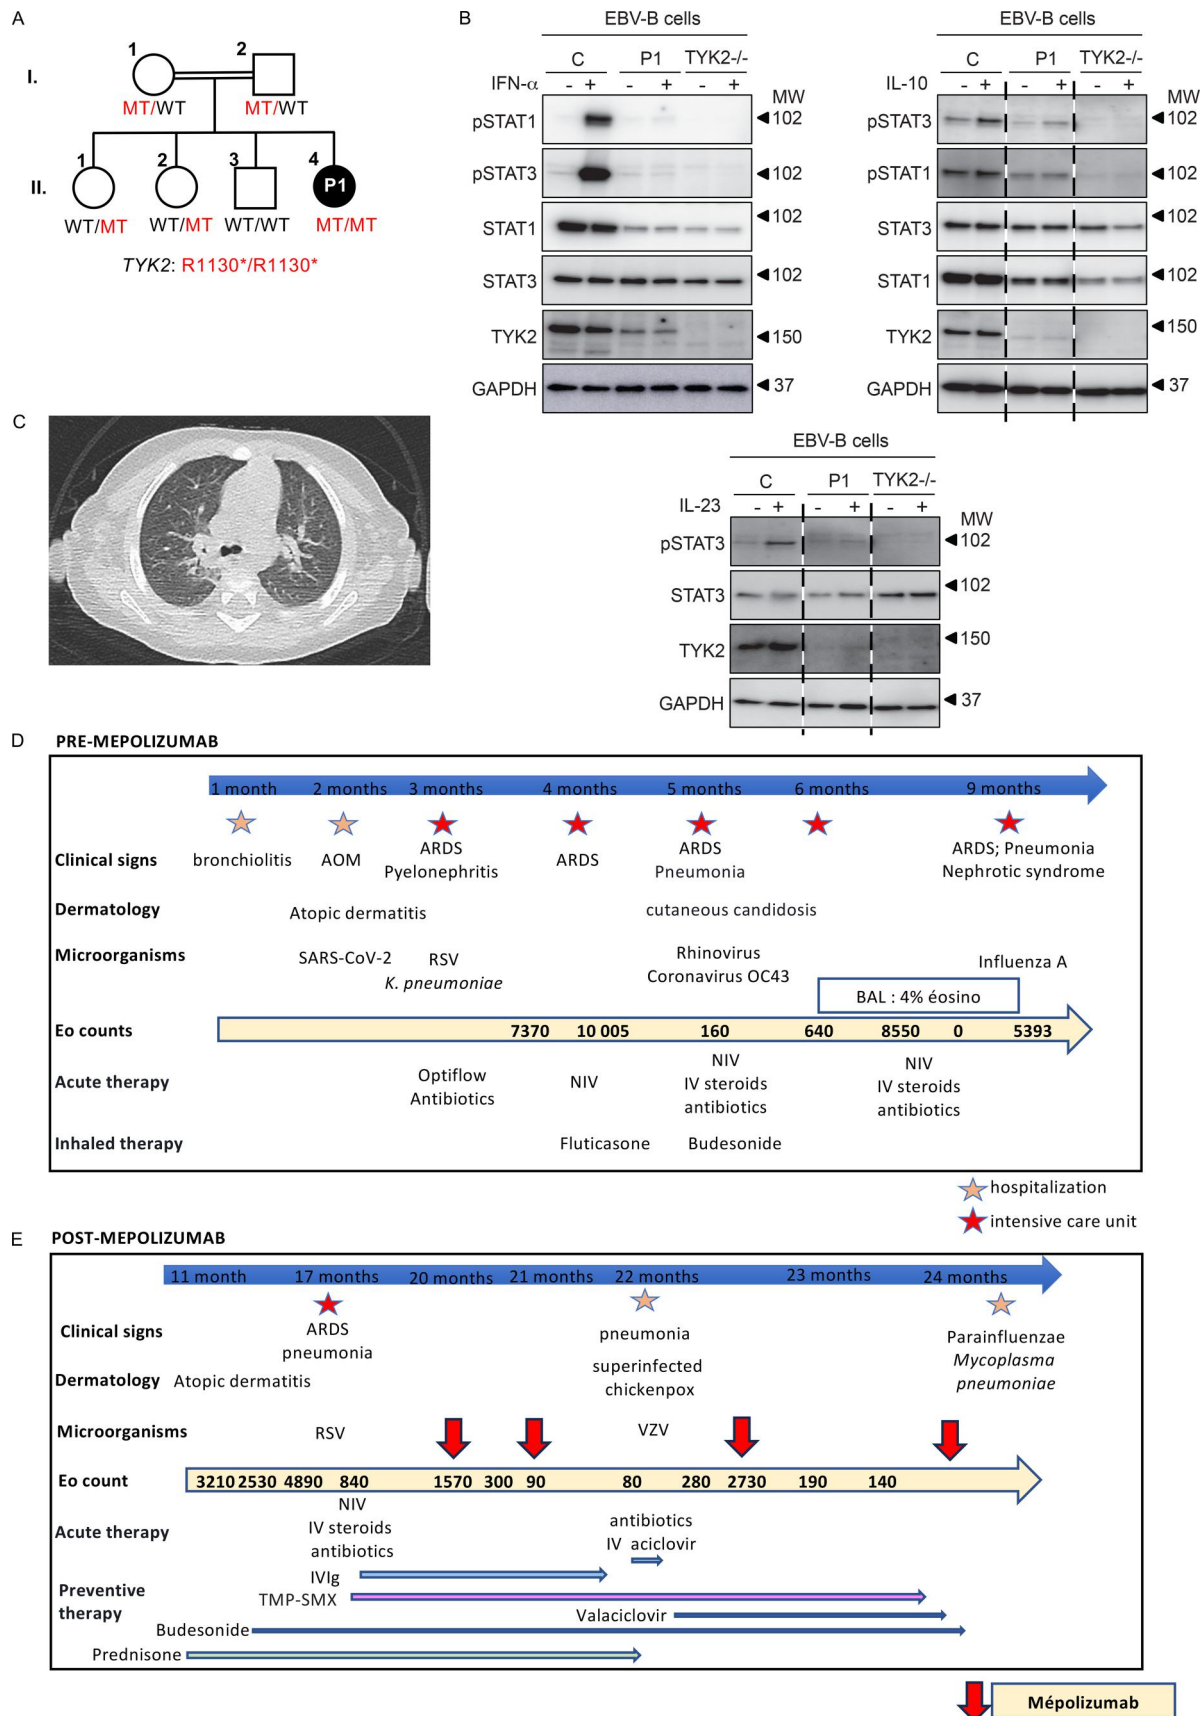 A
1
2
I.
MT/WT
MT/WT
1
2
3
4
II.
P1
WT/MT
WT/MT
WT/WT
MT/MT
TYK2: R1130*/R1130*
B
EBV-B cells
C P1 TYK2-/-
IFN-α - + - + - +
MW
pSTAT1 102
pSTAT3 102
STAT1 102
STAT3 102
TYK2 150
GAPDH 37
EBV-B cells
C P1 TYK2-/-
IL-10 - + - + - +
MW
pSTAT3 102
pSTAT1 102
STAT3 102
STAT1 102
TYK2 150
GAPDH 37
C
EBV-B cells
C P1 TYK2-/-
IL-23 - + - + - +
MW
pSTAT3 102
STAT3 102
TYK2 150
GAPDH 37
D PRE-MEPOLIZUMAB
1 month 2 months 3 months 4 months 5 months 6 months 9 months
Clinical signs bronchiolitis AOM ARDS ARDS ARDS ARDS; Pneumonia
Pyelonephritis Pneumonia Nephrotic syndrome
Dermatology Atopic dermatitis cutaneous candidosis
Microorganisms SARS-CoV-2 RSV Rhinovirus Influenza A
K. pneumoniae Coronavirus OC43
BAL : 4% éosino
Eo counts 7370 10 005 160 640 8550 0 5393
Acute therapy Optiflow NIV NIV NIV
Antibiotics IV steroids IV steroids
antibiotics antibiotics
Inhaled therapy Fluticasone Budesonide
hospitalization
intensive care unit
E POST-MEPOLIZUMAB
11 month 17 months 20 months 21 months 22 months 23 months 24 months
Clinical signs ARDS pneumonia Parainfluenzae
pneumonia Mycoplasma
pneumoniae
Dermatology Atopic dermatitis superinfected
chickenpox
Microorganisms RSV VZV
Eo count 3210 2530 4890 840 1570 300 90 80 280 2730 190 140
Acute therapy NIV antibiotics
IV steroids IV aciclovir
antibiotics
Preventive
therapy
IVIg
TMP-SMX
Valaciclovir
Budesonide
Prednisone
Mépolizumab